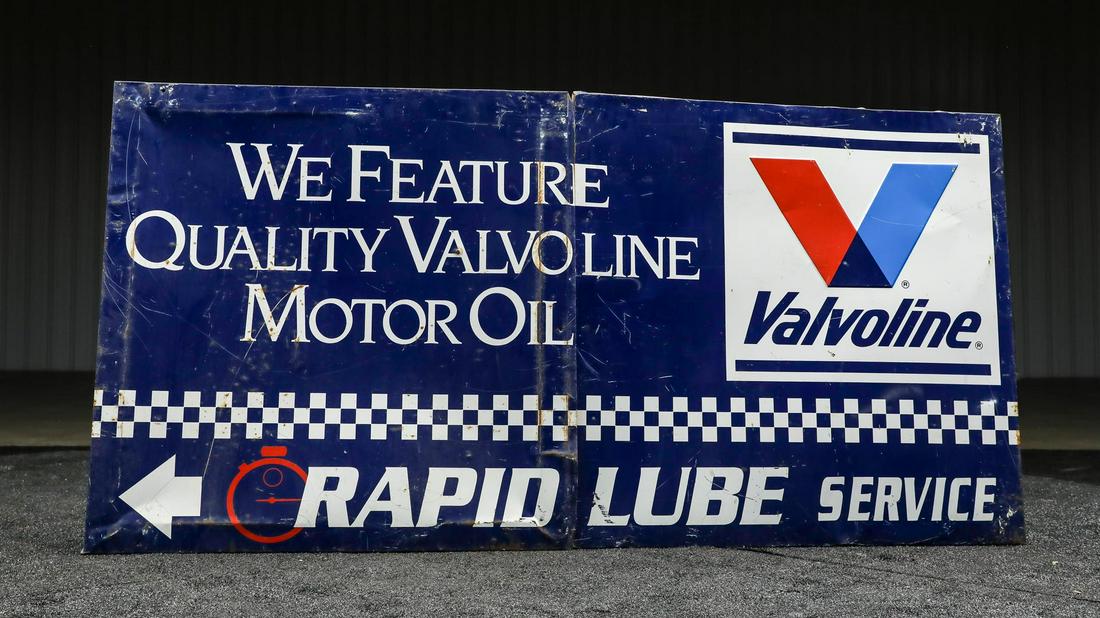 WE FEATURE
QUALITY VALVOLINE
MOTOR OIL
®
Valvoline®
RAPID LUBE SERVICE